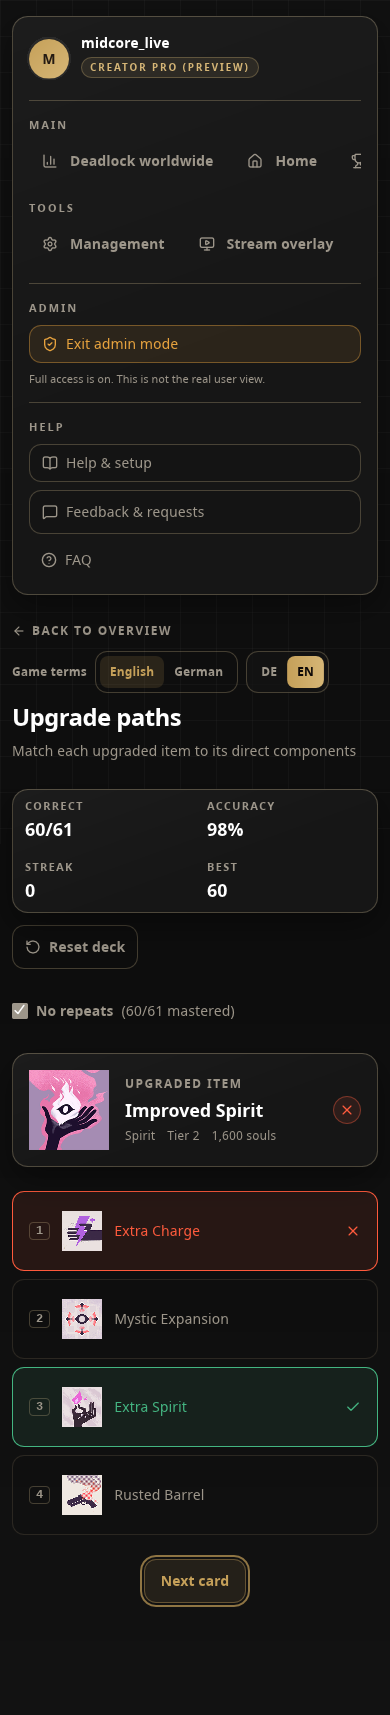 M
midcore_live
CREATOR PRO (PREVIEW)
MAIN
Deadlock worldwide
Home
TOOLS
Management
Stream overlay
ADMIN
Exit admin mode
Full access is on. This is not the real user view.
HELP
Help & setup
Feedback & requests
FAQ
BACK TO OVERVIEW
Game terms English German DE EN
Upgrade paths
Match each upgraded item to its direct components
CORRECT
60/61
ACCURACY
98%
STREAK
0
BEST
60
Reset deck
No repeats (60/61 mastered)
UPGRADED ITEM
Improved Spirit
Spirit Tier 2 1,600 souls
1 Extra Charge
2 Mystic Expansion
3 Extra Spirit
4 Rusted Barrel
Next card